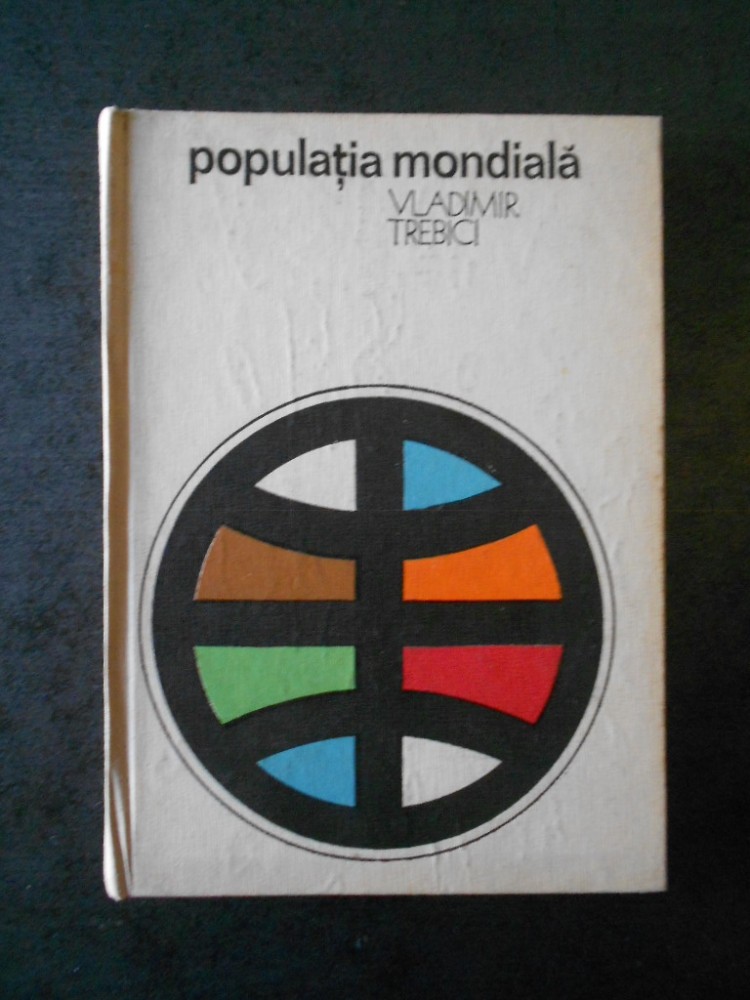 populația mondială
VLADIMIR
TREBICI